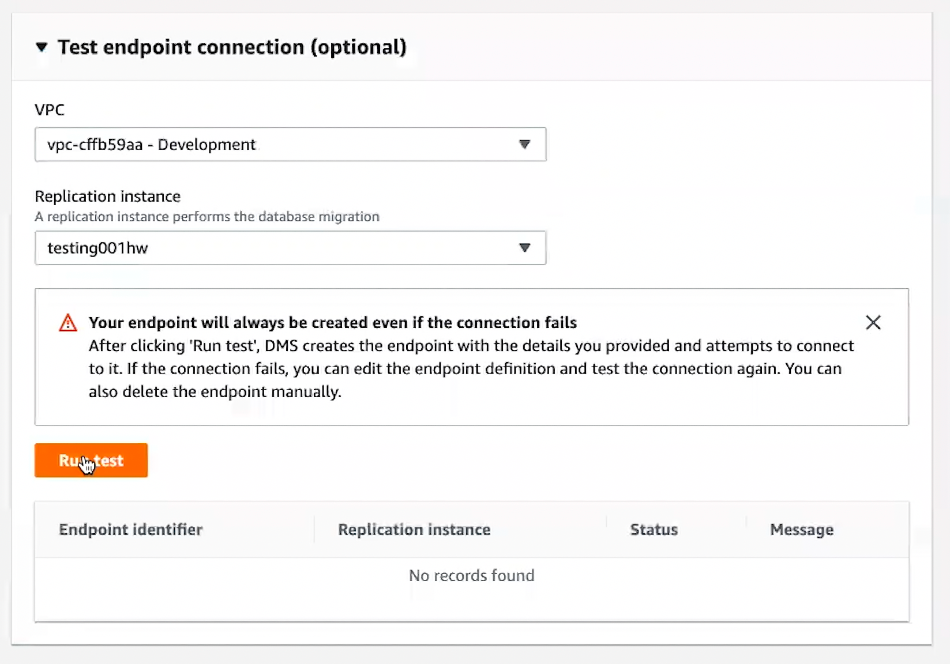 Test endpoint connection (optional)
VPC
vpc-cffb59aa - Development
Replication instance
A replication instance performs the database migration
testing001hw
Your endpoint will always be created even if the connection fails
After clicking 'Run test', DMS creates the endpoint with the details you provided and attempts to connect
to it. If the connection fails, you can edit the endpoint definition and test the connection again. You can
also delete the endpoint manually.
Run test
Endpoint identifier Replication instance Status Message
No records found